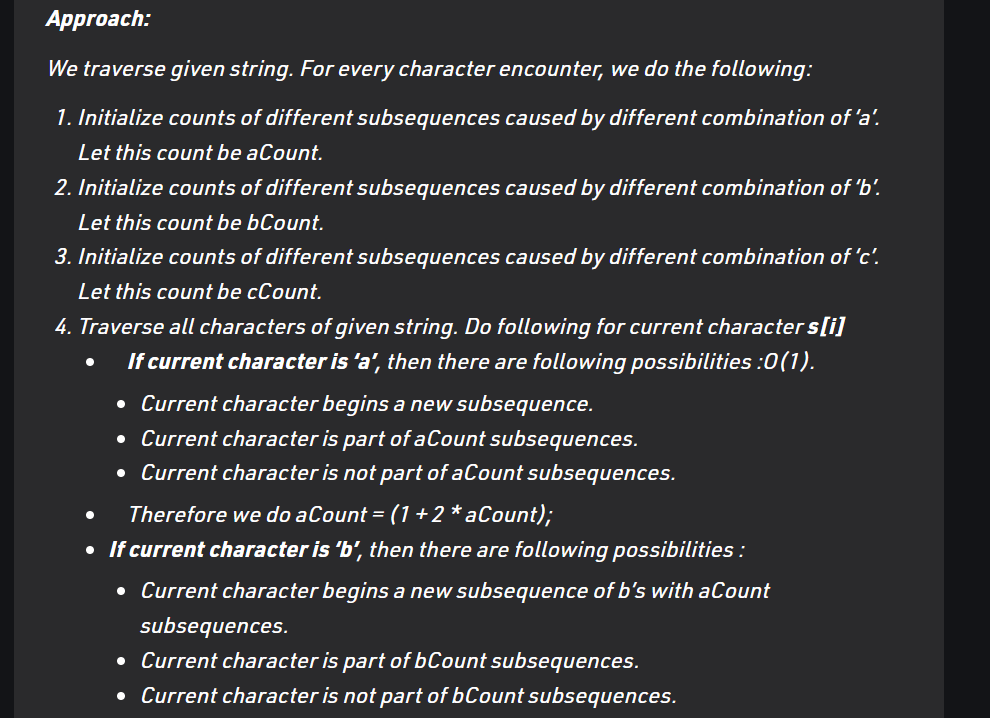 Approach:
We traverse given string. For every character encounter, we do the following:
1. Initialize counts of different subsequences caused by different combination of ‘a’.
Let this count be aCount.
2. Initialize counts of different subsequences caused by different combination of ‘b’.
Let this count be bCount.
3. Initialize counts of different subsequences caused by different combination of ‘c’.
Let this count be cCount.
4. Traverse all characters of given string. Do following for current character s[i]
• If current character is ‘a’, then there are following possibilities :O(1).
• Current character begins a new subsequence.
• Current character is part of aCount subsequences.
• Current character is not part of aCount subsequences.
• Therefore we do aCount = (1 + 2 * aCount);
• If current character is ‘b’, then there are following possibilities :
• Current character begins a new subsequence of b’s with aCount
subsequences.
• Current character is part of bCount subsequences.
• Current character is not part of bCount subsequences.